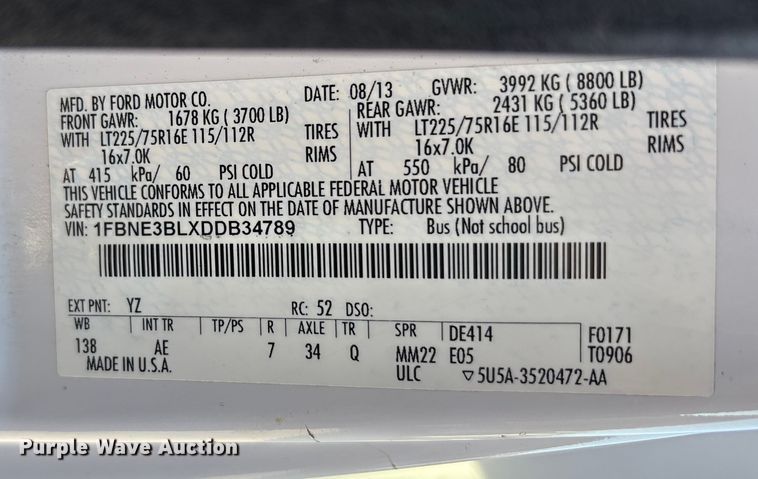 MFD. BY FORD MOTOR CO. DATE: 08/13 GVWR: 3992 KG ( 8800 LB)
FRONT GAWR: 1678 KG ( 3700 LB) REAR GAWR: 2431 KG ( 5360 LB)
WITH LT225/75R16E 115/112R TIRES WITH LT225/75R16E 115/112R TIRES
16x7.0K RIMS 16x7.0K RIMS
AT 415 kPa/ 60 PSI COLD AT 550 kPa/ 80 PSI COLD
THIS VEHICLE CONFORMS TO ALL APPLICABLE FEDERAL MOTOR VEHICLE
SAFETY STANDARDS IN EFFECT ON THE DATE OF MANUFACTURE SHOWN ABOVE.
VIN: 1FBNE3BLXDDB34789 TYPE: Bus (Not school bus)
EXT PNT: YZ RC: 52 DSO:
WB INT TR TP/PS R AXLE TR SPR DE414 F0171
138 AE 7 34 Q MM22 E05 T0906
MADE IN U.S.A. ULC ▽5U5A-3520472-AA
Purple Wave Auction